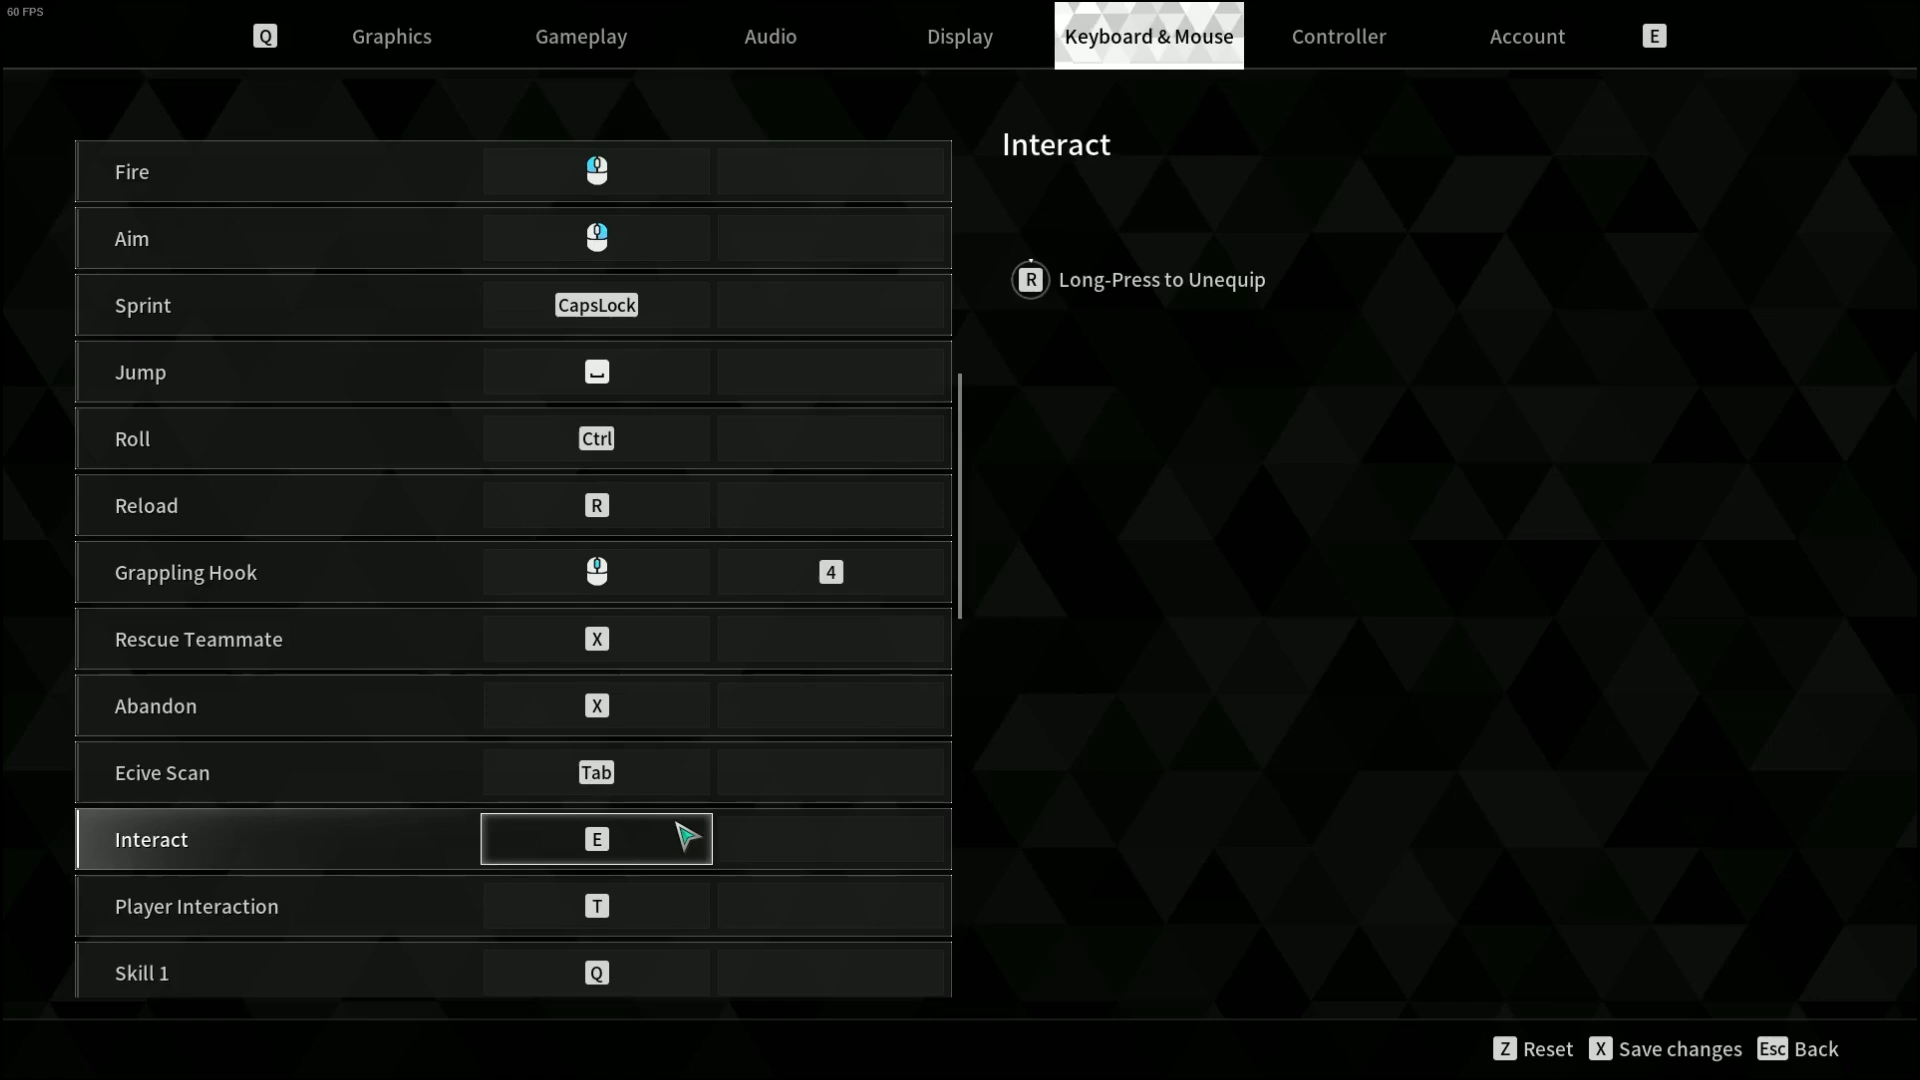 60 FPS
Q Graphics Gameplay Audio Display Keyboard & Mouse Controller Account E
Interact
R Long-Press to Unequip
Fire
Aim
Sprint CapsLock
Jump
Roll Ctrl
Reload R
Grappling Hook 4
Rescue Teammate X
Abandon X
Ecive Scan Tab
Interact E
Player Interaction T
Skill 1 Q
Z Reset X Save changes Esc Back